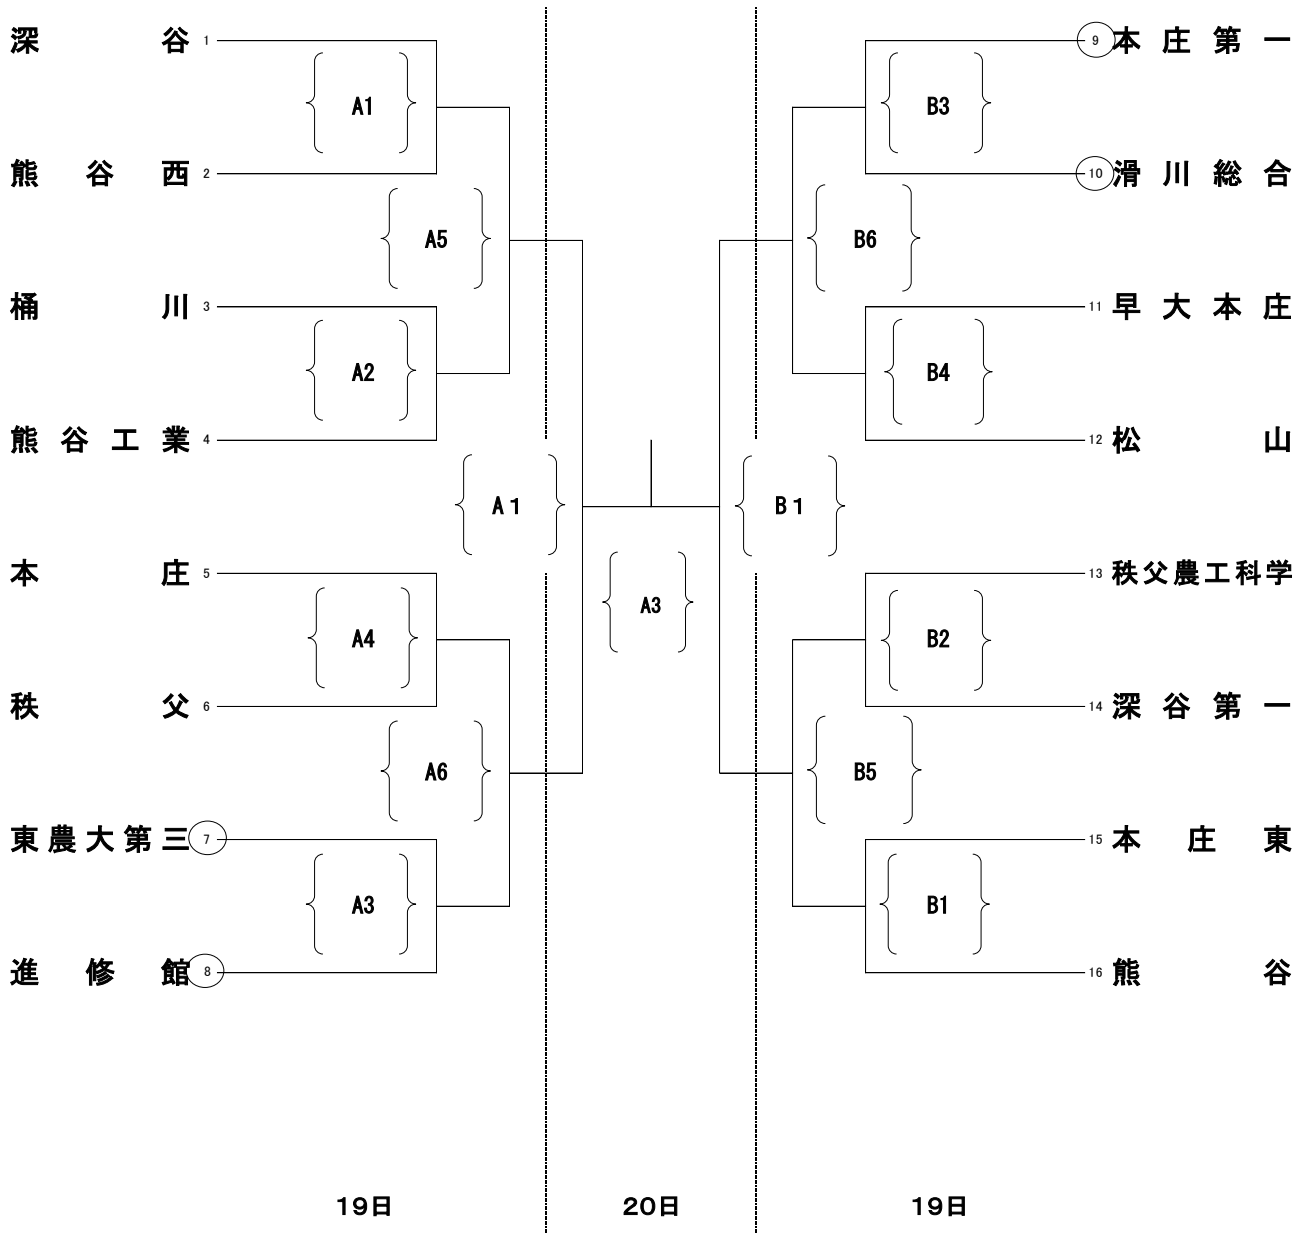 深谷 1
A1
熊谷西 2
A5
桶川 3
A2
熊谷工業 4
A 1
本庄 5
A4
秩父 6
A6
東農大第三 7
A3
進修館 8
A3
9 本庄第一
B3
10 滑川総合
B6
11 早大本庄
B4
12 松山
B 1
13 秩父農工科学
B2
14 深谷第一
B5
15 本庄東
B1
16 熊谷
19日 20日 19日